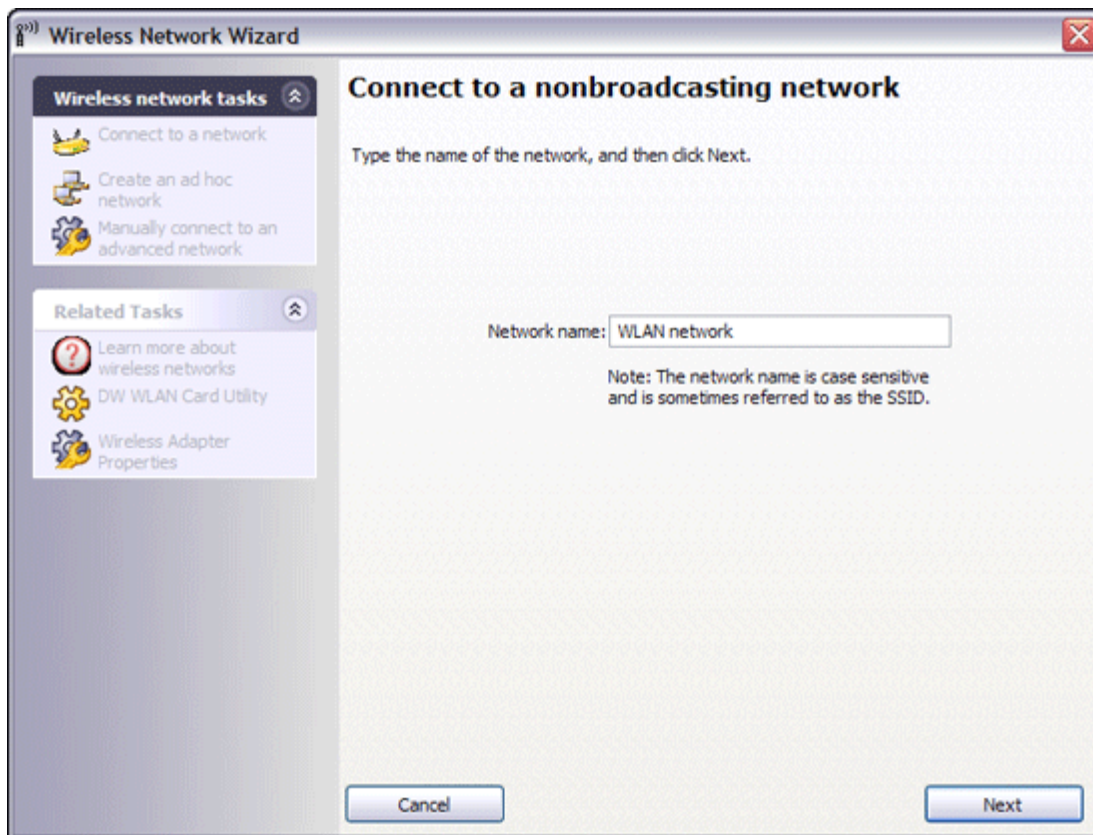 Wireless Network Wizard
Wireless network tasks
Connect to a network
Create an ad hoc
network
Manually connect to an
advanced network
Related Tasks
Learn more about
wireless networks
DW WLAN Card Utility
Wireless Adapter
Properties
Connect to a nonbroadcasting network
Type the name of the network, and then click Next.
Network name: WLAN network
Note: The network name is case sensitive
and is sometimes referred to as the SSID.
Cancel
Next